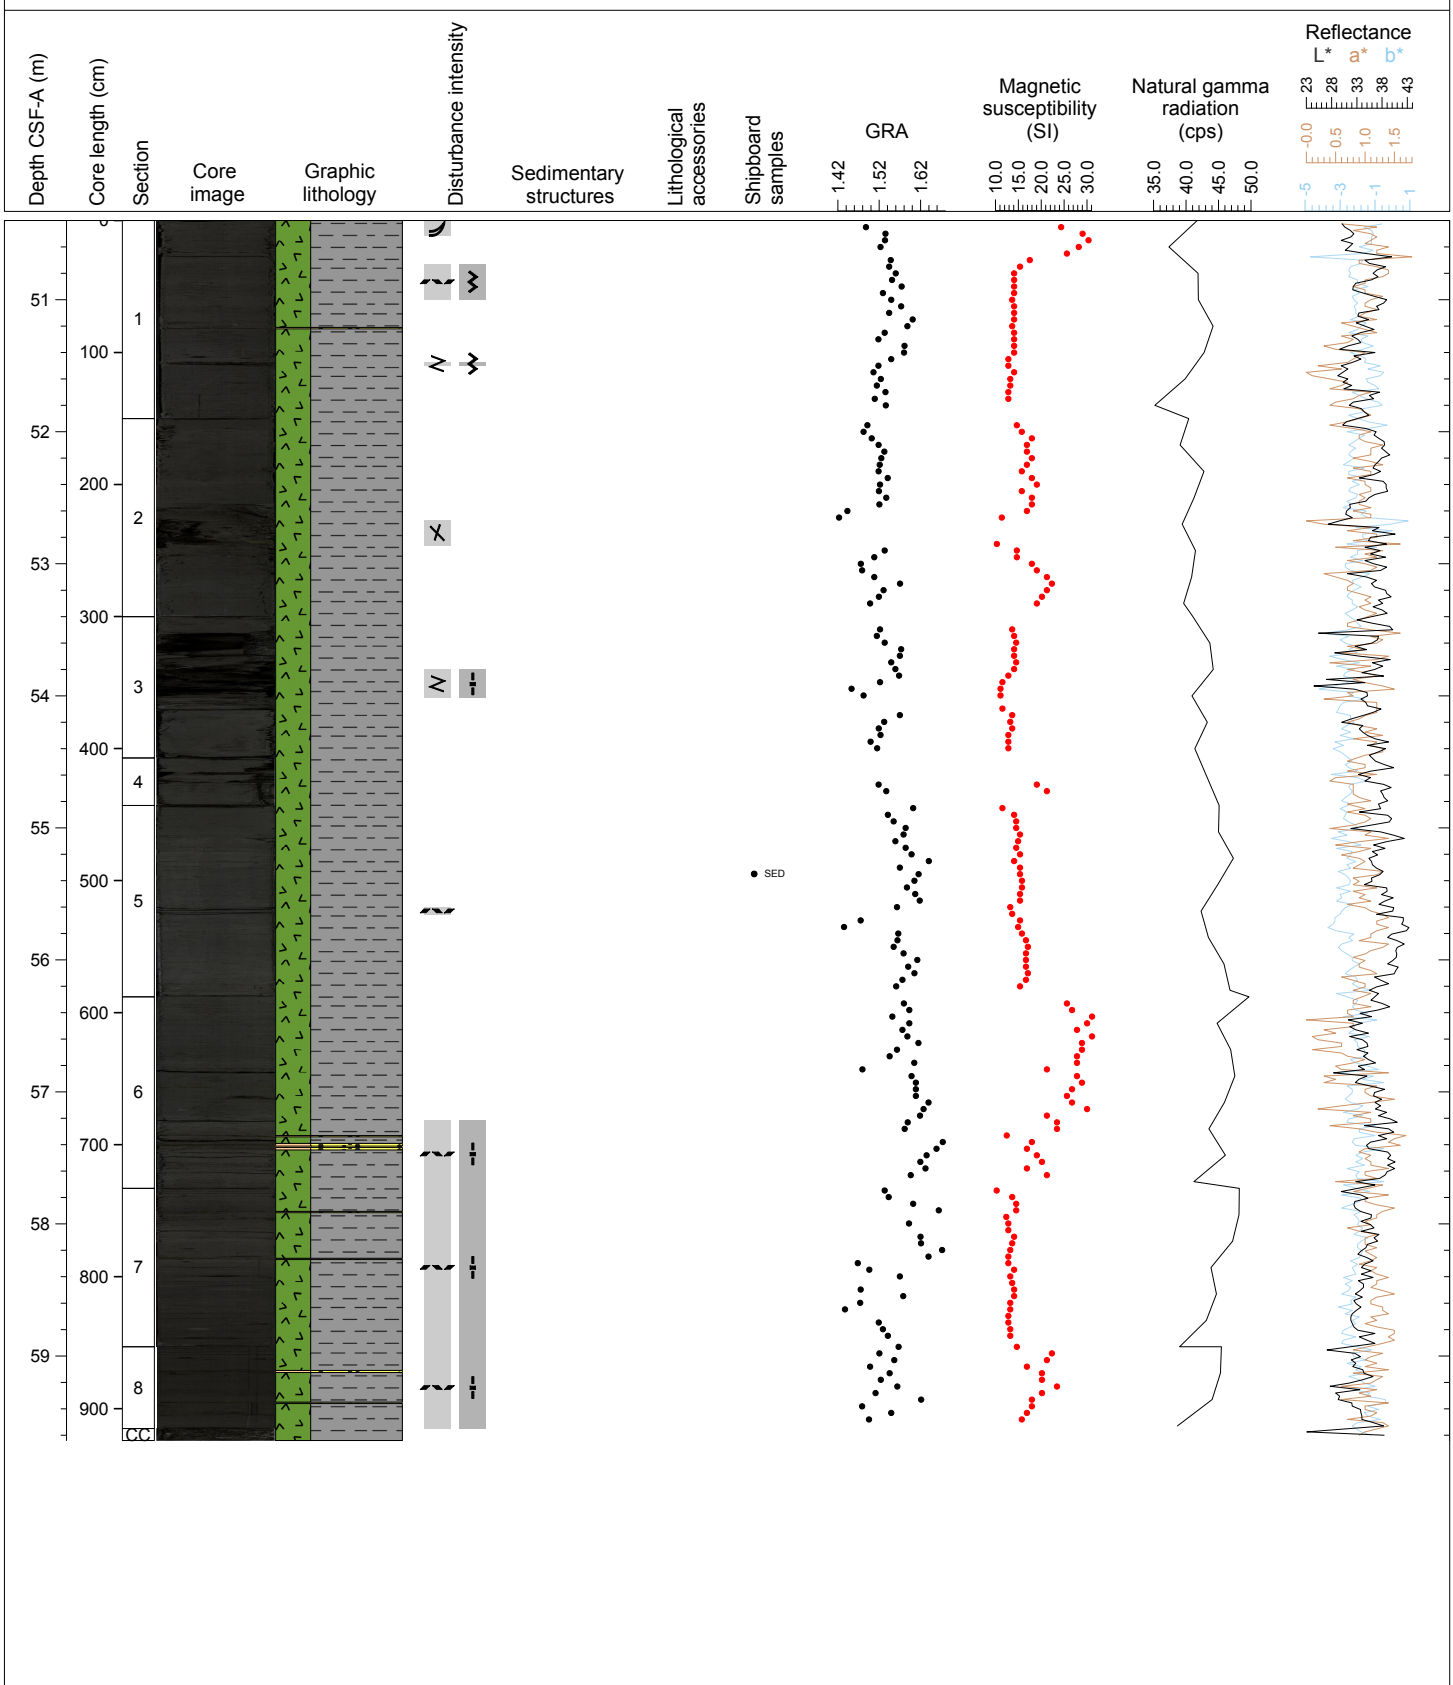 Depth CSF-A (m)
Core length (cm)
Section
Core
image
Graphic
lithology
Disturbance intensity
Sedimentary
structures
Lithological
accessories
Shipboard
samples
GRA
1.42
1.52
1.62
Magnetic
susceptibility
(SI)
10.0
15.0
20.0
25.0
30.0
Natural gamma
radiation
(cps)
35.0
40.0
45.0
50.0
Reflectance
L* a* b*
23
28
33
38
43
-0.0
0.5
1.0
1.5
-5
-3
-1
1
0
51
1
100
52
200
2
53
300
3
54
400
4
55
SED
500
5
56
600
57
6
700
58
7
800
59
8
900
CC